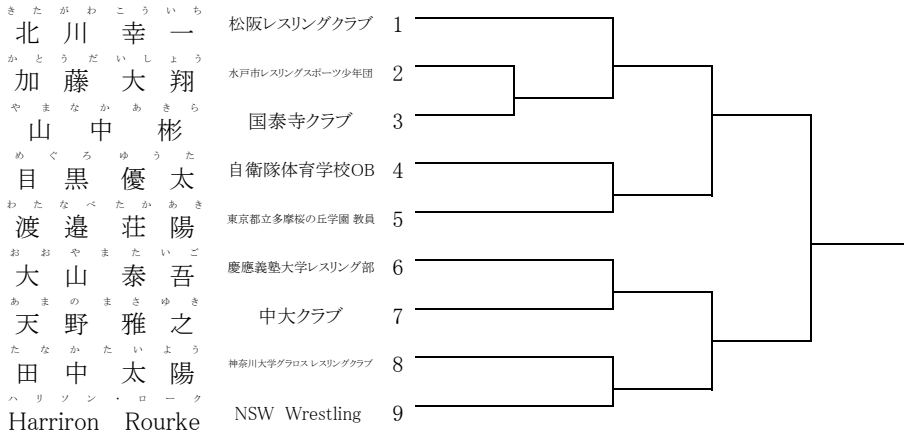 きたがわこういち
北川 幸一 松阪レスリングクラブ 1
かとうだいしょう
加藤 大翔 水戸市レスリングスポーツ少年団 2
やまなかあきら
山中 彬 国泰寺クラブ 3
めぐろゆうた
目黒 優太 自衛隊体育学校OB 4
わたなべたかあき
渡邉 荘陽 東京都立多摩桜の丘学園 教員 5
おおやまたいご
大山 泰吾 慶應義塾大学レスリング部 6
あまのまさゆき
天野 雅之 中大クラブ 7
たなかたいよう
田中 太陽 神奈川大学グラロスレスリングクラブ 8
ハリソン・ローク
Harriron Rourke NSW Wrestling 9